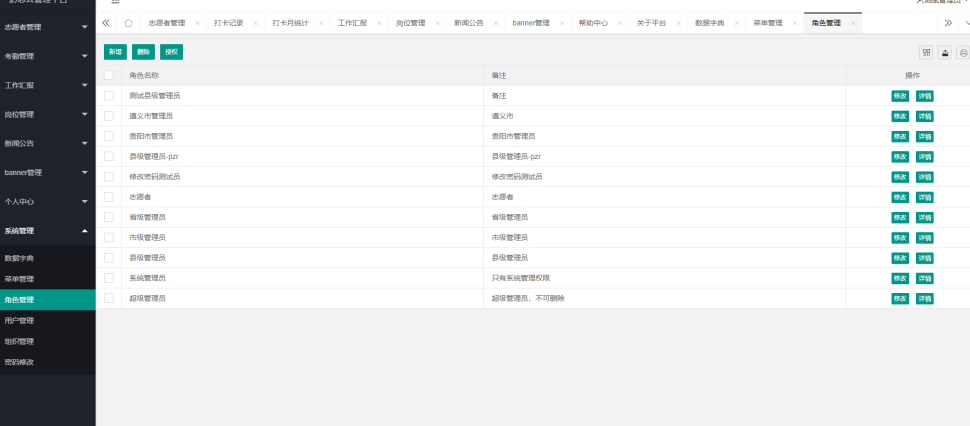 志愿者管理 打卡记录 打卡月统计 工作汇报 岗位管理 新闻公告 banner管理 帮助中心 关于平台 数据字典 菜单管理 角色管理
志愿者管理
考勤管理
工作汇报
岗位管理
新闻公告
banner管理
个人中心
系统管理
数据字典
菜单管理
角色管理
用户管理
组织管理
密码修改
新增 删除 授权
角色名称 备注 操作
测试县级管理员 备注 修改 详情
遵义市管理员 遵义市 修改 详情
贵阳市管理员 贵阳市管理员 修改 详情
县级管理员-pzr 县级管理员-pzr 修改 详情
修改密码测试员 修改密码测试员 修改 详情
志愿者 志愿者 修改 详情
省级管理员 省级管理员 修改 详情
市级管理员 市级管理员 修改 详情
县级管理员 县级管理员 修改 详情
系统管理员 只有系统管理权限 修改 详情
超级管理员 超级管理员，不可删除 修改 详情